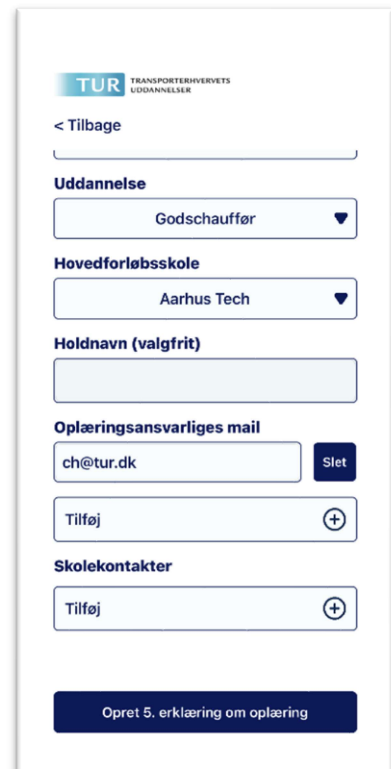 TUR
TRANSPORTERHVERVETS
UDDANNELSER
< Tilbage
Uddannelse
Godschauffør
Hovedforløbsskole
Aarhus Tech
Holdnavn (valgfrit)
Oplæringsansvarliges mail
ch@tur.dk
Slet
Tilføj
Skolekontakter
Tilføj
Opret 5. erklæring om oplæring